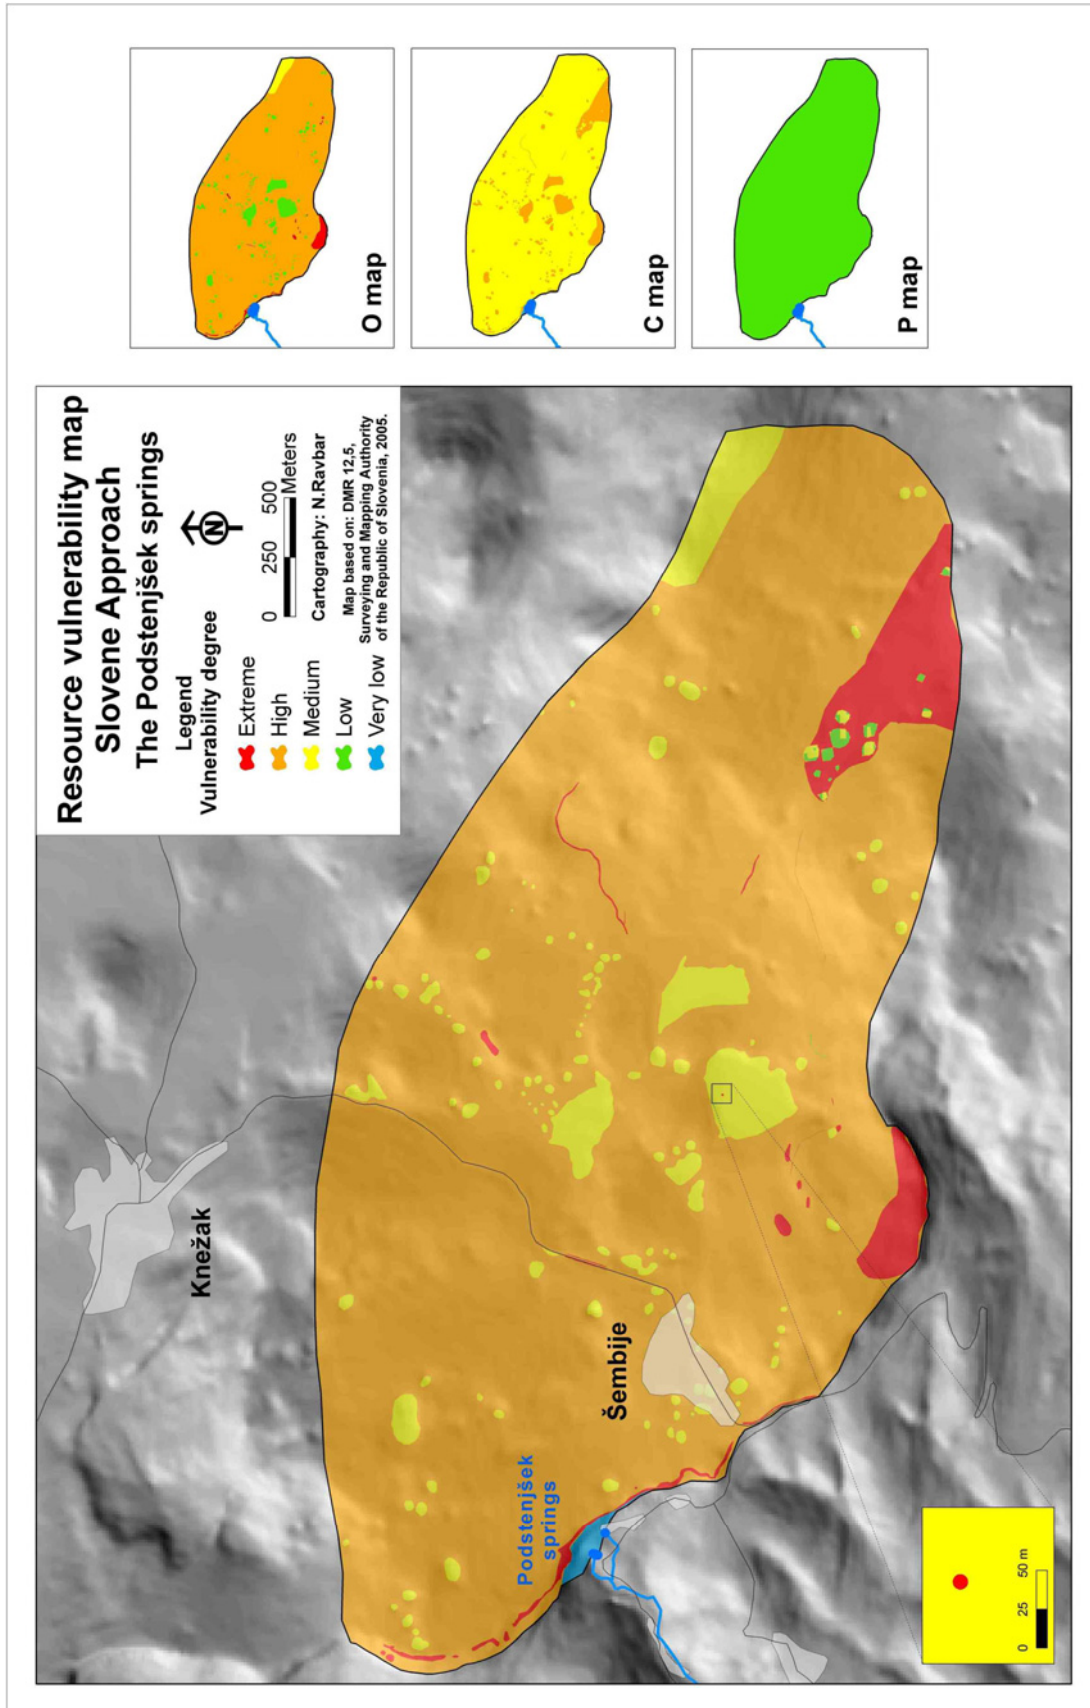 Resource vulnerability map
Slovene Approach
The Podstenjšek springs
Legend
Vulnerability degree
Extreme
High
Medium
Low
Very low
N
0 250 500
Meters
Cartography: N.Ravbar
Map based on: DMR 12,5,
Surveying and Mapping Authority
of the Republic of Slovenia, 2005.
Knežak
Šembije
Podstenjšek
springs
0 25 50 m
O map
C map
P map